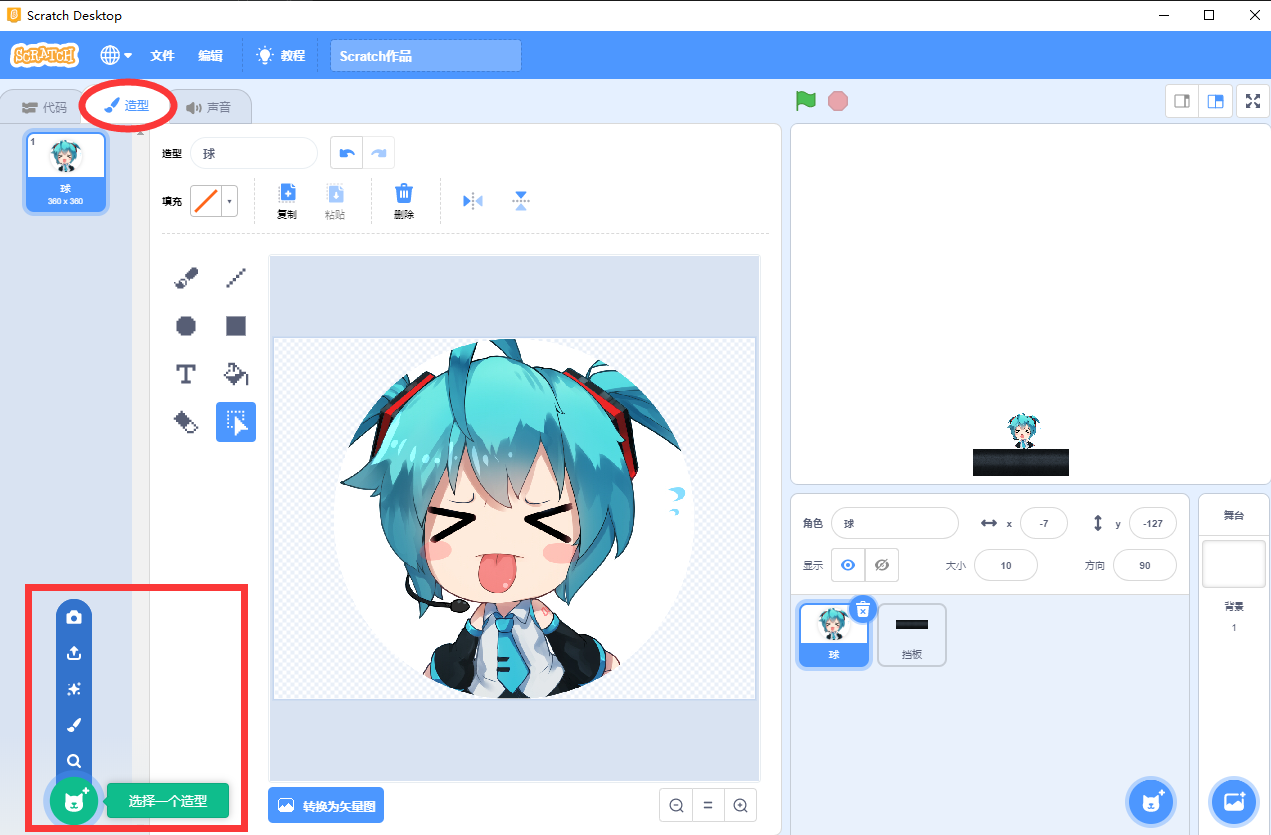 Scratch Desktop
SCRATCH
文件
编辑
教程
Scratch作品
代码
造型
声音
1
球
360 x 360
造型
球
填充
复制
粘贴
删除
T
选择一个造型
转换为矢量图
角色
球
x
-7
y
-127
显示
大小
10
方向
90
球
挡板
舞台
背景
1